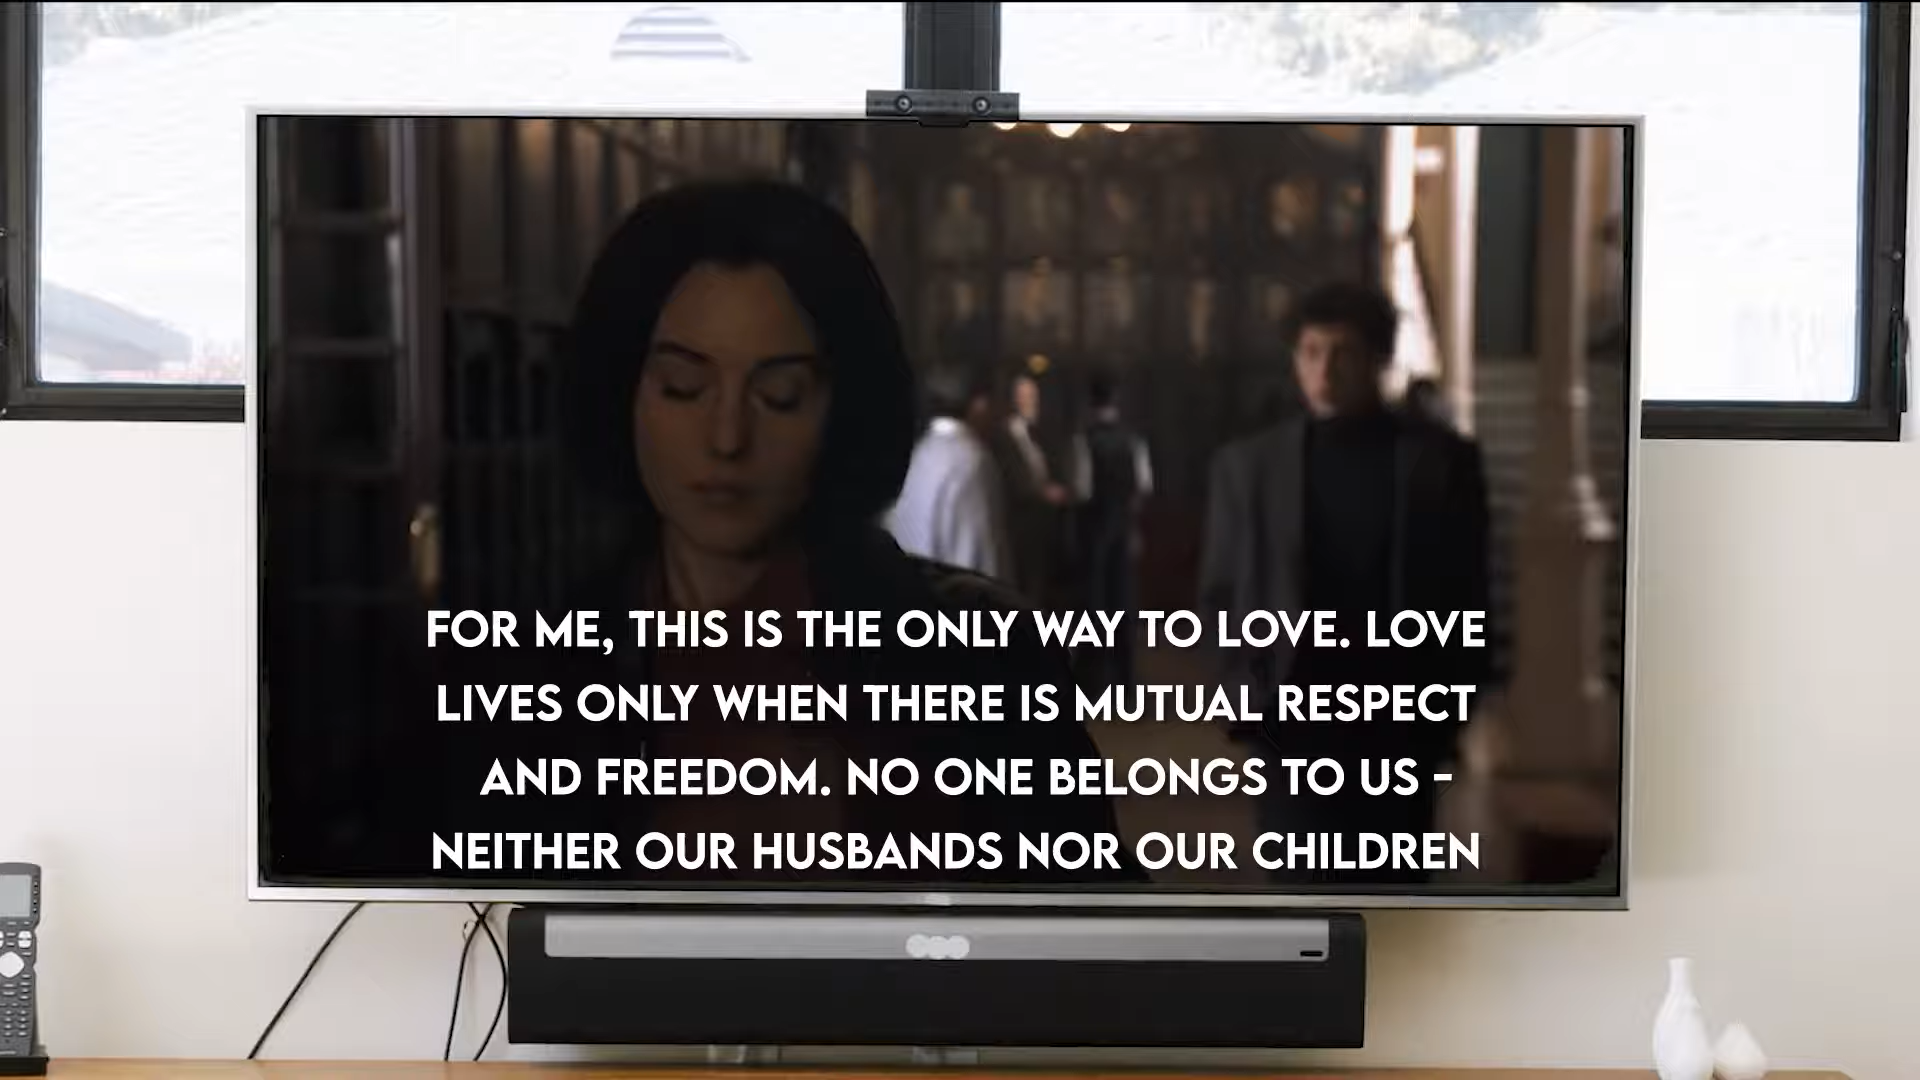 FOR ME, THIS IS THE ONLY WAY TO LOVE. LOVE
LIVES ONLY WHEN THERE IS MUTUAL RESPECT
AND FREEDOM. NO ONE BELONGS TO US -
NEITHER OUR HUSBANDS NOR OUR CHILDREN